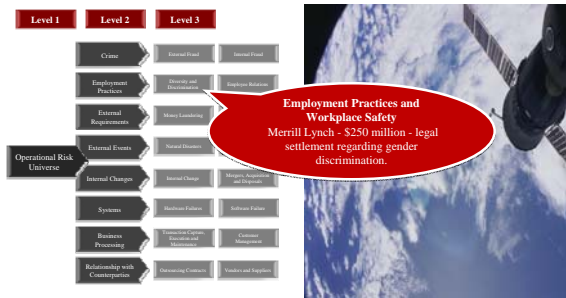 Level 1
Level 2
Level 3
Operational Risk
Universe
Crime
External Fraud
Internal Fraud
Employment
Practices
Diversity and
Discrimination
Employee Relations
External
Requirements
Money Laundering
External Events
Natural Disasters
Internal Changes
Internal Change
Mergers, Acquisition
and Disposals
Systems
Hardware Failures
Software Failure
Business
Processing
Transaction Capture,
Execution and
Maintenance
Customer
Management
Relationship with
Counterparties
Outsourcing Contracts
Vendors and Suppliers
Employment Practices and
Workplace Safety
Merrill Lynch - $250 million - legal
settlement regarding gender
discrimination.